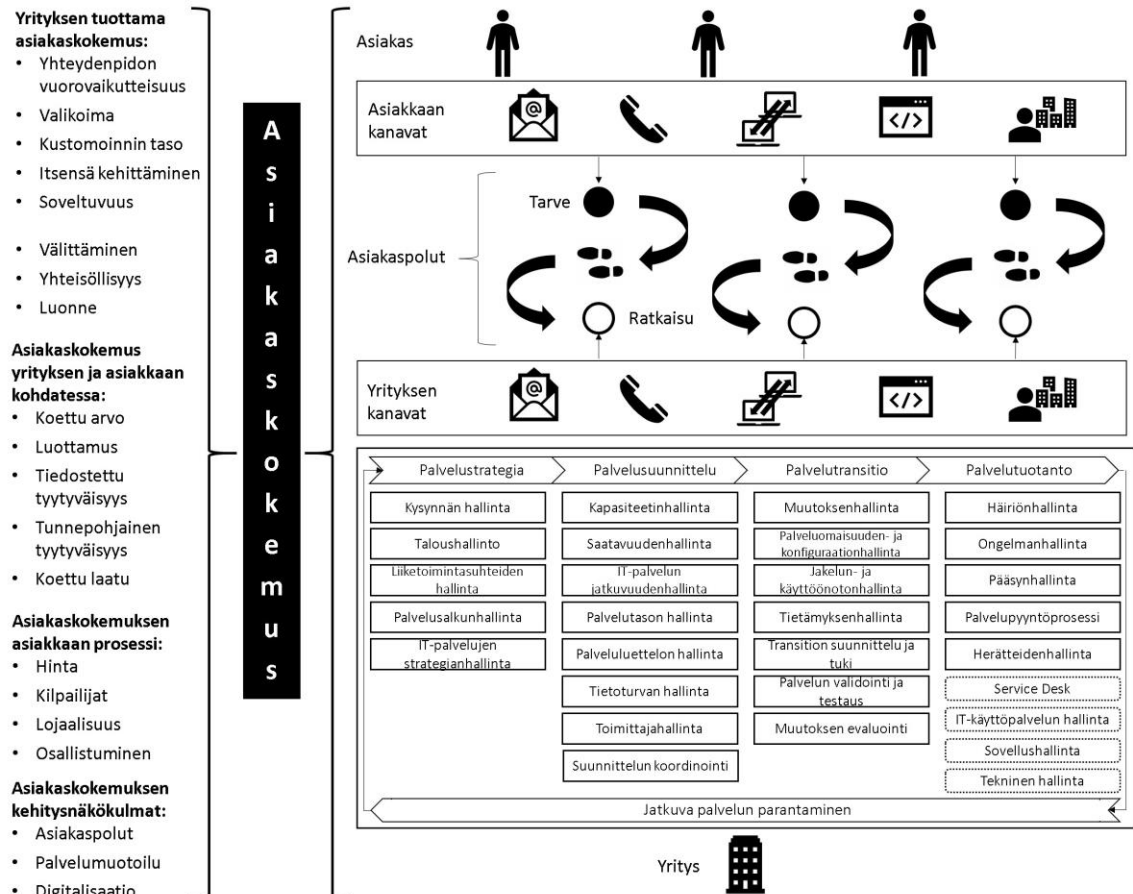 Yrityksen tuottama
asiakaskokemus:
• Yhteydenpidon
vuorovaikutteisuus
• Valikoima
• Kustomoinnin taso
• Itsensä kehittäminen
• Soveltuvuus
• Välittäminen
• Yhteisöllisyys
• Luonne
Asiakaskokemus
yrityksen ja asiakkaan
kohdatessa:
• Koettu arvo
• Luottamus
• Tiedostettu
tyytyväisyys
• Tunnepohjainen
tyytyväisyys
• Koettu laatu
Asiakaskokemuksen
asiakkaan prosessi:
• Hinta
• Kilpailijat
• Lojaalisuus
• Osallistuminen
Asiakaskokemuksen
kehitysnäkökulmat:
• Asiakaspolut
• Palvelumuotoilu
• Digitalisaatio
Asiakaskokemus
Asiakas
Asiakkaan
kanavat
@
</>
Tarve
Asiakaspolut
Ratkaisu
Yrityksen
kanavat
@
</>
Palvelustrategia
Kysynnän hallinta
Taloushallinto
Liiketoimintasuhteiden
hallinta
Palvelusalkunhallinta
IT-palvelujen
strategianhallinta
Palvelusuunnittelu
Kapasiteetinhallinta
Saatavuudenhallinta
IT-palvelun
jatkuvuudenhallinta
Palvelutason hallinta
Palveluluettelon hallinta
Tietoturvan hallinta
Toimittajahallinta
Suunnittelun koordinointi
Palvelutransitio
Muutoksenhallinta
Palveluomaisuuden- ja
konfiguraationhallinta
Jakelun- ja
käyttöönotonhallinta
Tietämyksenhallinta
Transition suunnittelu ja
tuki
Palvelun validointi ja
testaus
Muutoksen evaluointi
Palvelutuotanto
Häiriönhallinta
Ongelmanhallinta
Pääsynhallinta
Palvelupyyntöprosessi
Herätteidenhallinta
Service Desk
IT-käyttöpalvelun hallinta
Sovellushallinta
Tekninen hallinta
Jatkuva palvelun parantaminen
Yritys